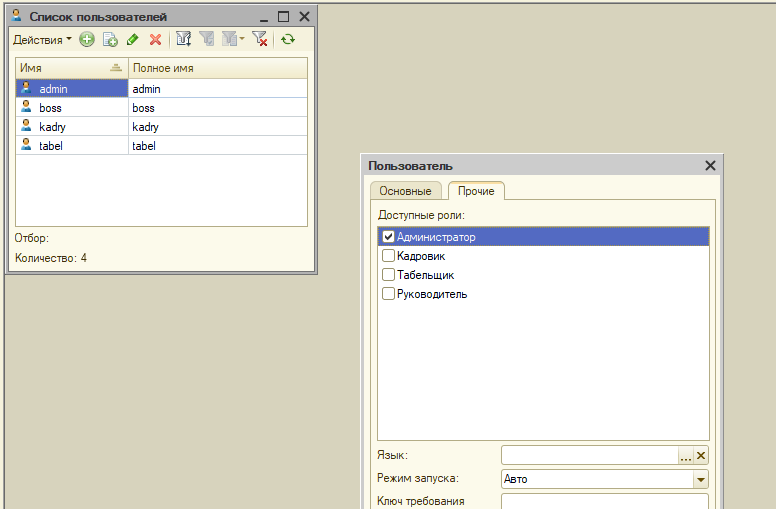 Список пользователей
Действия
Имя Полное имя
admin admin
boss boss
kadry kadry
tabel tabel
Отбор:
Количество: 4
Пользователь
Основные Прочие
Доступные роли:
Администратор
Кадровик
Табельщик
Руководитель
Язык: ...
Режим запуска: Авто
Ключ требования